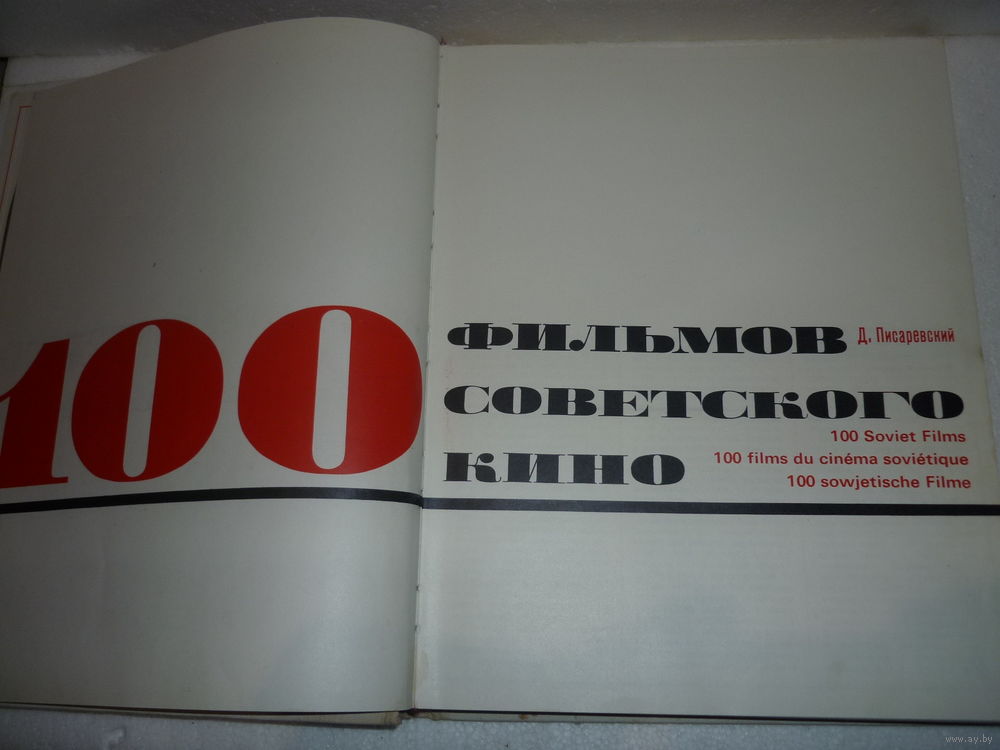 100
ФИЛЬМОВ
Д. Писаревский
СОВЕТСКОГО
КИНО
100 Soviet Films
100 films du cinéma soviétique
100 sowjetische Filme
www.ay.by